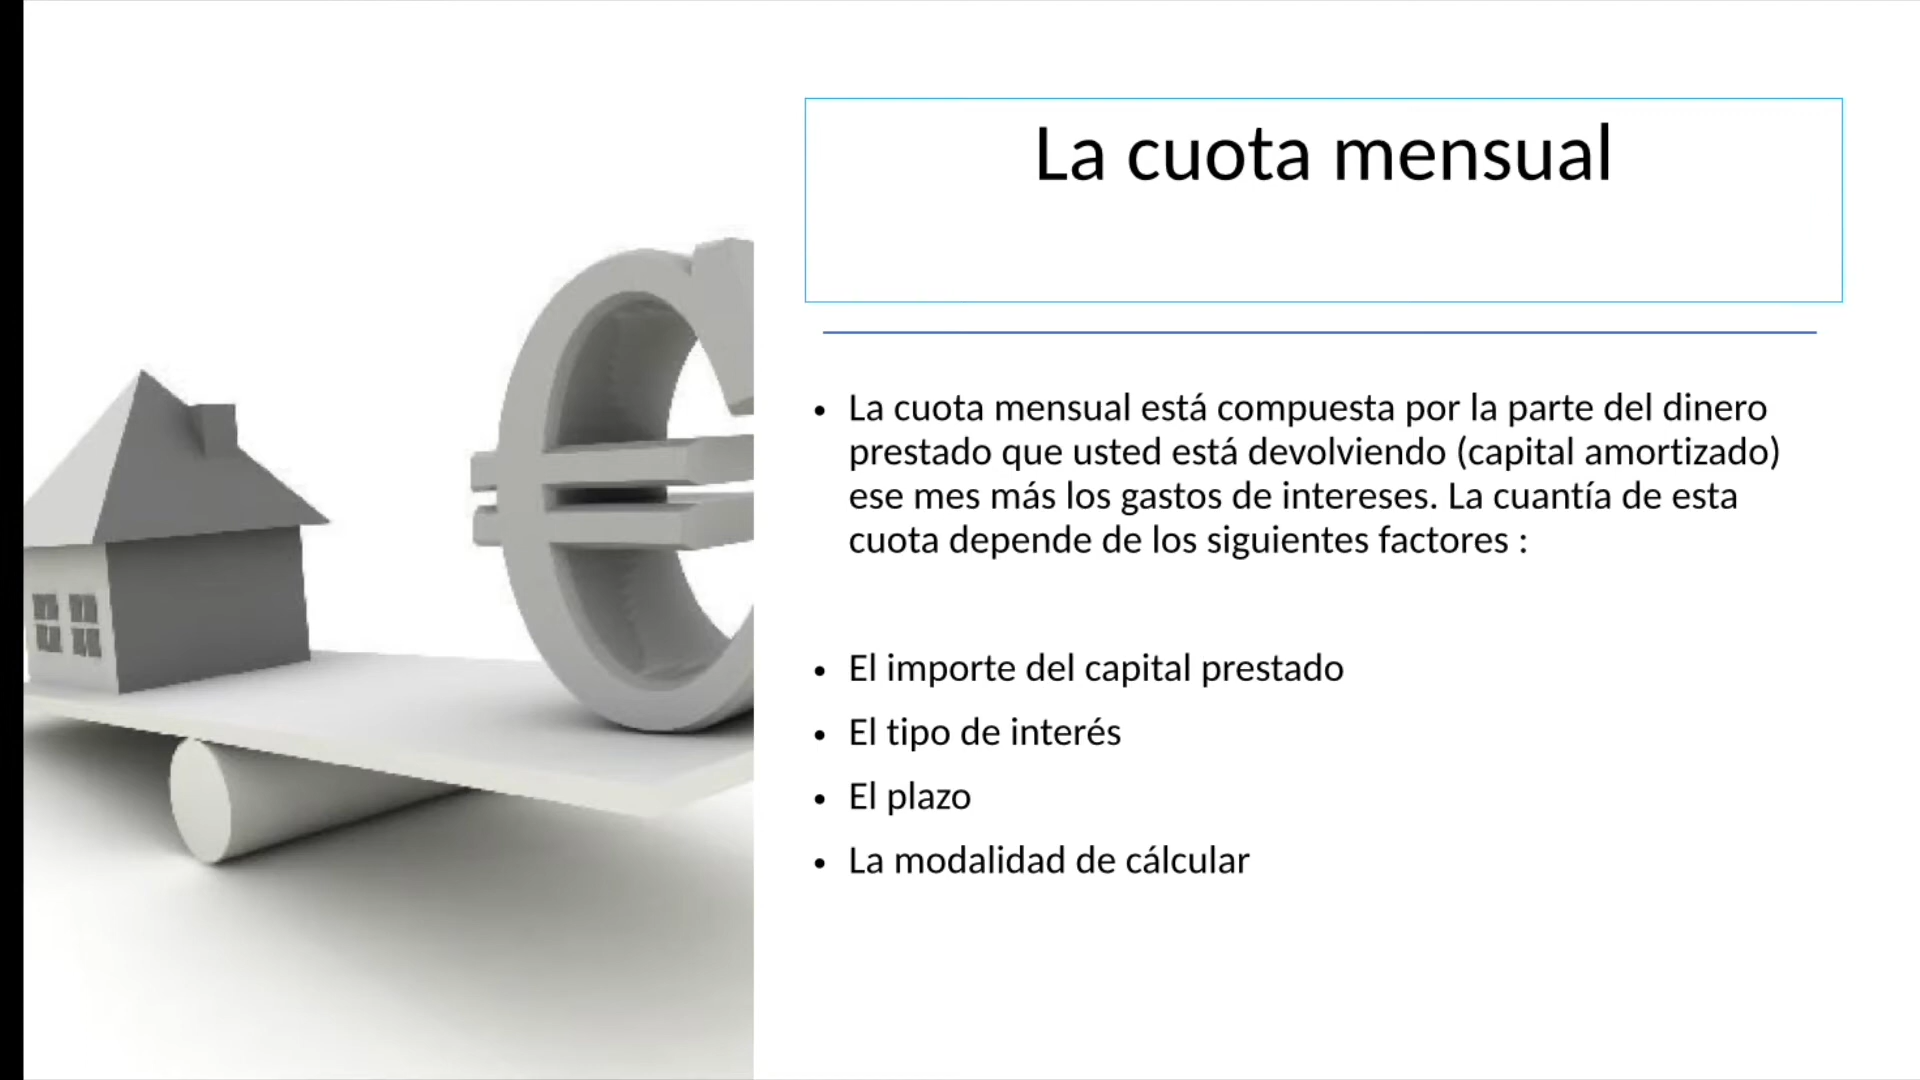 La cuota mensual
• La cuota mensual está compuesta por la parte del dinero
prestado que usted está devolviendo (capital amortizado)
ese mes más los gastos de intereses. La cuantía de esta
cuota depende de los siguientes factores :
• El importe del capital prestado
• El tipo de interés
• El plazo
• La modalidad de cálcular